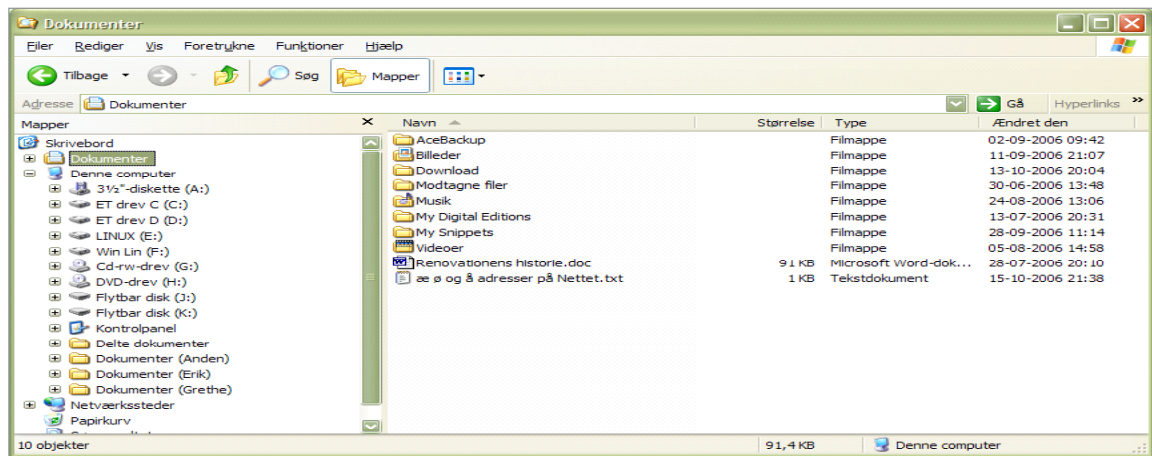 Dokumenter
Filer Rediger Vis Foretrukne Funktioner Hjælp
Tilbage Søg Mapper
Adresse Dokumenter Gå Hyperlinks »
Mapper × Navn Størrelse Type Ændret den
Skrivebord AceBackup Filmappe 02-09-2006 09:42
Dokumenter Billeder Filmappe 11-09-2006 21:07
Denne computer Download Filmappe 13-10-2006 20:04
3½"-diskette (A:) Modtagne filer Filmappe 30-06-2006 13:48
ET drev C (C:) Musik Filmappe 24-08-2006 13:06
ET drev D (D:) My Digital Editions Filmappe 13-07-2006 20:31
LINUX (E:) My Snippets Filmappe 28-09-2006 11:14
Win Lin (F:) Videoer Filmappe 05-08-2006 14:58
Cd-rw-drev (G:) Renovationens historie.doc 91 KB Microsoft Word-dok... 28-07-2006 20:10
DVD-drev (H:) æ ø og å adresser på Nettet.txt 1 KB Tekstdokument 15-10-2006 21:38
Flytbar disk (J:)
Flytbar disk (K:)
Kontrolpanel
Delte dokumenter
Dokumenter (Anden)
Dokumenter (Erik)
Dokumenter (Grethe)
Netværkssteder
Papirkurv
10 objekter 91,4 KB Denne computer